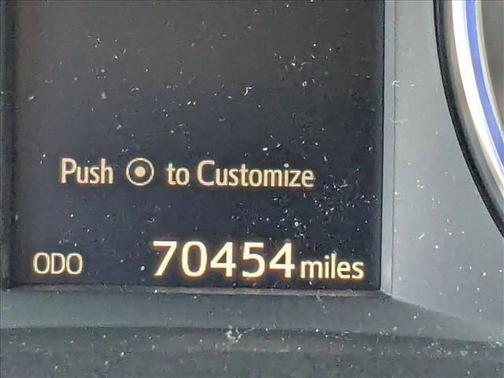 Push ⊙ to Customize
ODO 70454 miles